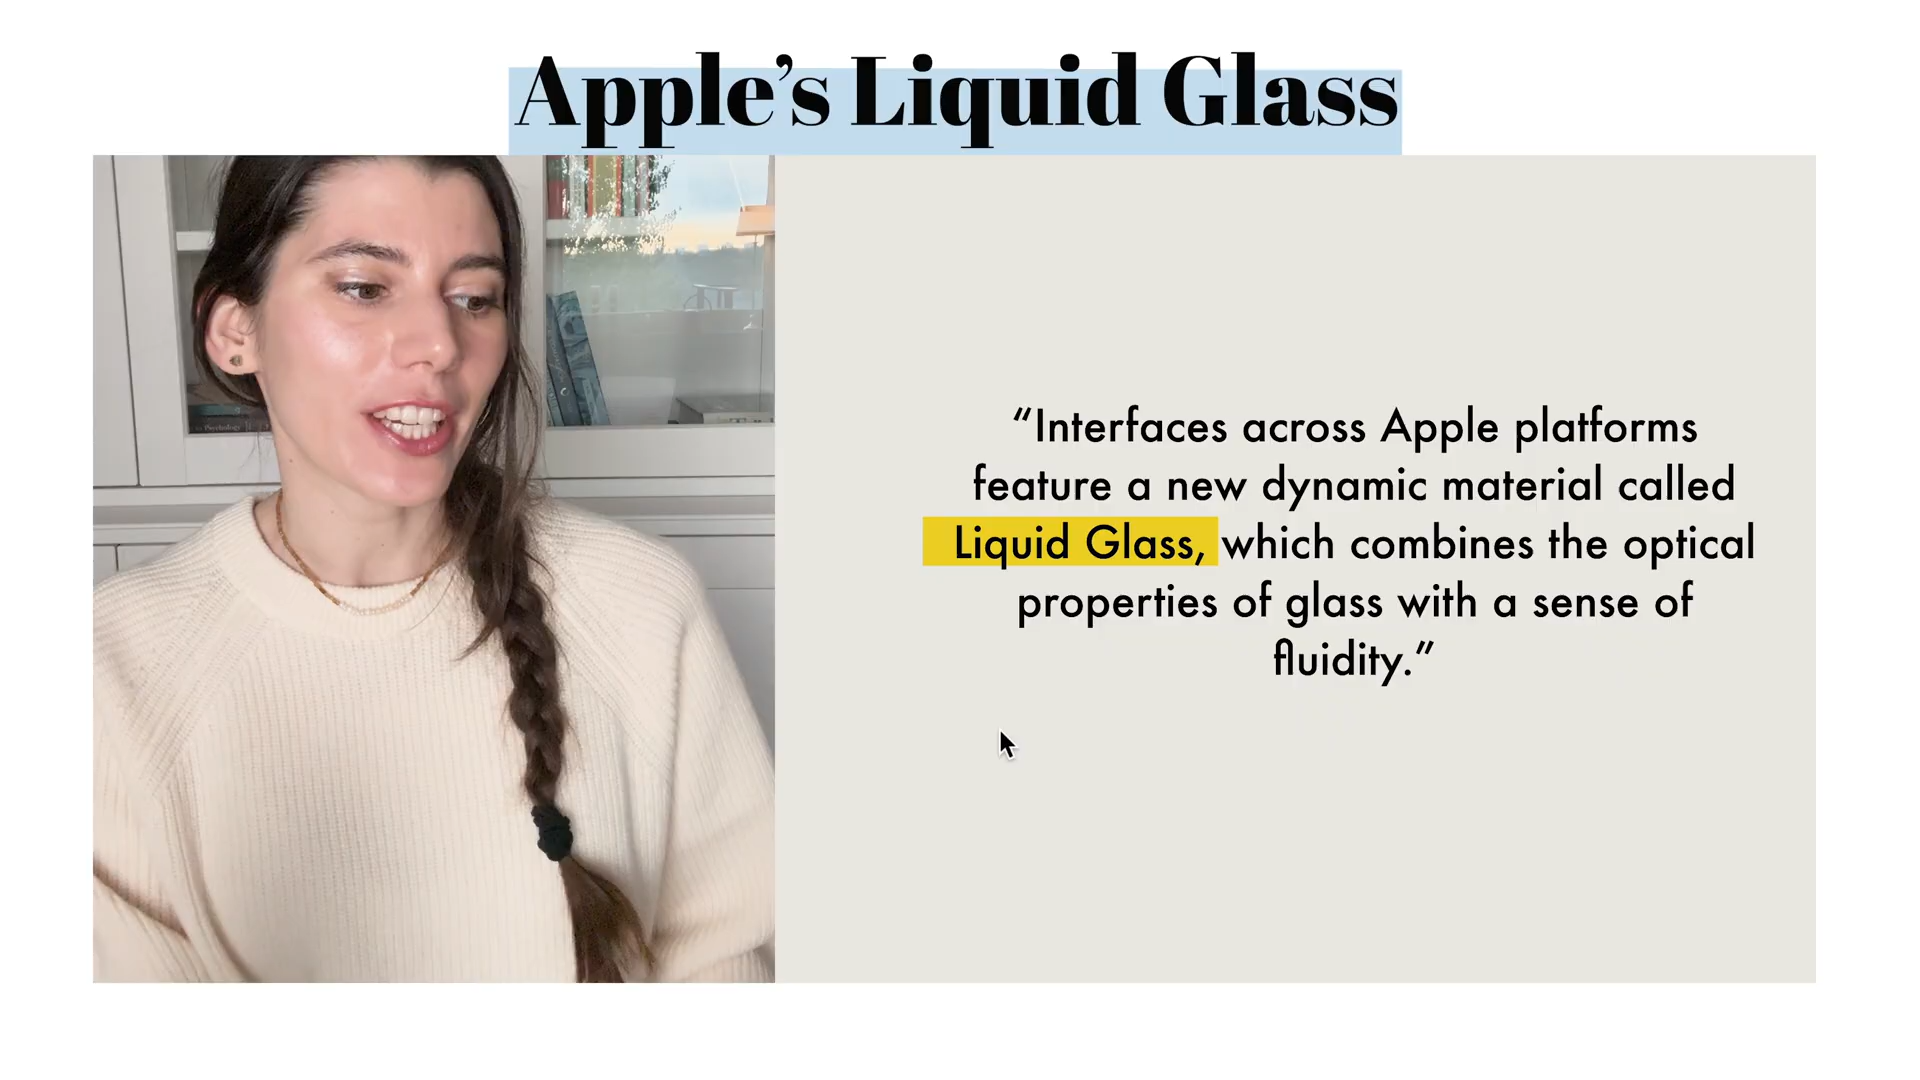 Apple’s Liquid Glass
“Interfaces across Apple platforms
feature a new dynamic material called
Liquid Glass, which combines the optical
properties of glass with a sense of
fluidity.”
Psychology